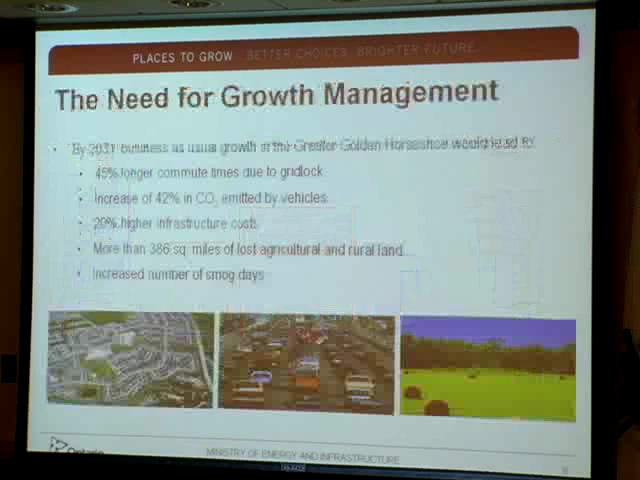 PLACES TO GROW BETTER CHOICES. BRIGHTER FUTURE.
The Need for Growth Management
• By 2031 business as usual growth in the Greater Golden Horseshoe would lead to:
• 45% longer commute times due to gridlock
• Increase of 42% in CO2 emitted by vehicles
• 20% higher infrastructure costs
• More than 386 sq. miles of lost agricultural and rural land
• Increased number of smog days
Ontario
MINISTRY OF ENERGY AND INFRASTRUCTURE